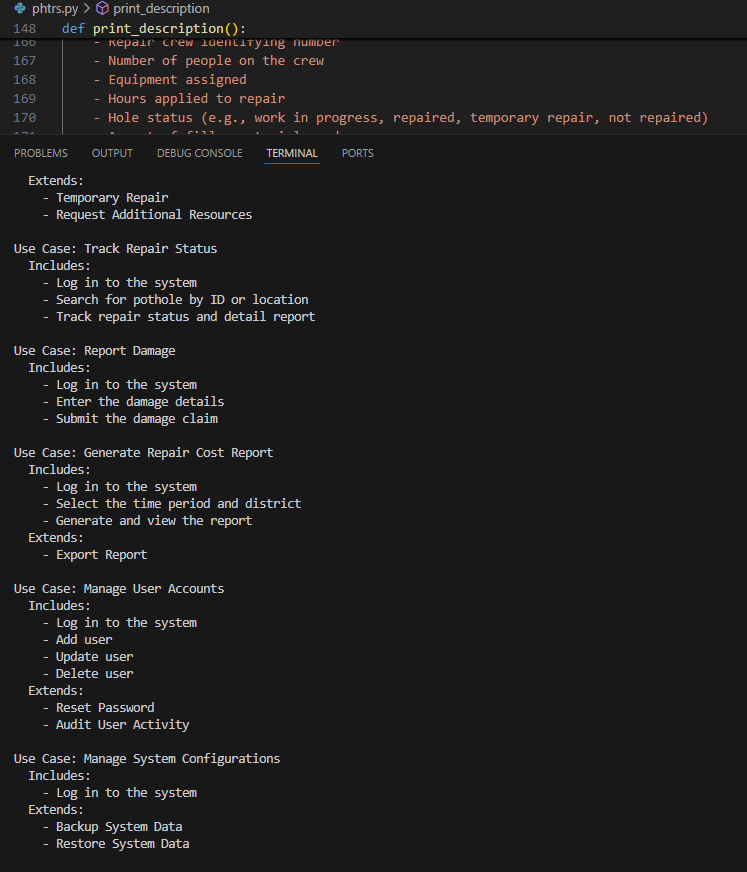 phtrs.py > print_description
148 def print_description():
166 - Repair crew identifying number
167 - Number of people on the crew
168 - Equipment assigned
169 - Hours applied to repair
170 - Hole status (e.g., work in progress, repaired, temporary repair, not repaired)
PROBLEMS OUTPUT DEBUG CONSOLE TERMINAL PORTS
Extends:
- Temporary Repair
- Request Additional Resources
Use Case: Track Repair Status
Includes:
- Log in to the system
- Search for pothole by ID or location
- Track repair status and detail report
Use Case: Report Damage
Includes:
- Log in to the system
- Enter the damage details
- Submit the damage claim
Use Case: Generate Repair Cost Report
Includes:
- Log in to the system
- Select the time period and district
- Generate and view the report
Extends:
- Export Report
Use Case: Manage User Accounts
Includes:
- Log in to the system
- Add user
- Update user
- Delete user
Extends:
- Reset Password
- Audit User Activity
Use Case: Manage System Configurations
Includes:
- Log in to the system
Extends:
- Backup System Data
- Restore System Data